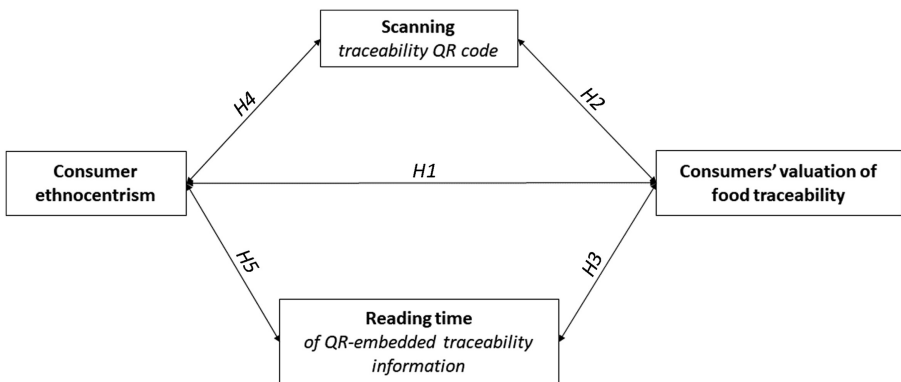 Scanning
traceability QR code
H4
H2
Consumer
ethnocentrism
H1
Consumers' valuation of
food traceability
H5
H3
Reading time
of QR-embedded traceability
information